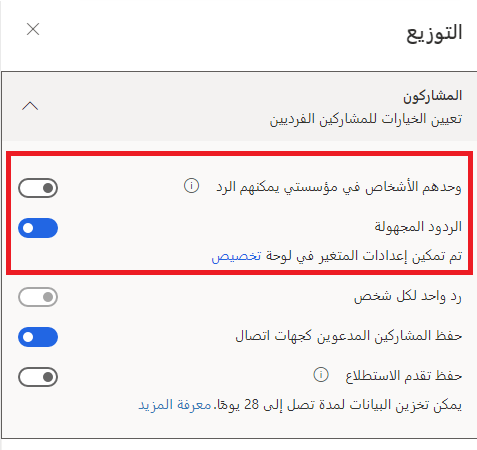 التوزيع
المشاركون
تعيين الخيارات للمشاركين الفرديين
وحدهم الأشخاص في مؤسستي يمكنهم الرد
الردود المجهولة
تم تمكين إعدادات المتغير في لوحة تخصيص
رد واحد لكل شخص
حفظ المشاركين المدعوين كجهات اتصال
حفظ تقدم الاستطلاع
يمكن تخزين البيانات لمدة تصل إلى 28 يومًا. معرفة المزيد